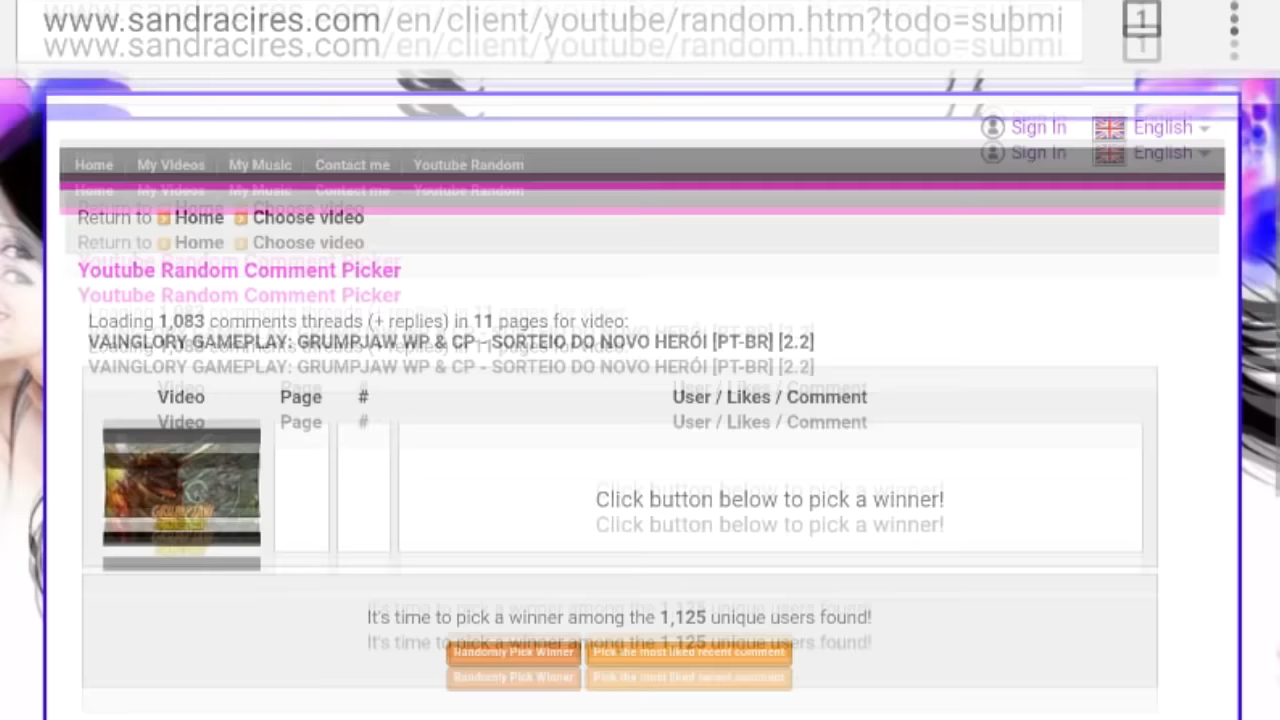 www.sandracires.com/en/client/youtube/random.htm?todo=submi
1
Sign In English
Home My Videos My Music Contact me Youtube Random
Return to Home Choose video
Youtube Random Comment Picker
Loading 1,083 comments threads (+ replies) in 11 pages for video:
VAINGLORY GAMEPLAY: GRUMPJAW WP & CP - SORTEIO DO NOVO HERÓI [PT-BR] [2.2]
Video Page # User / Likes / Comment
GRUMPJAW
Click button below to pick a winner!
It's time to pick a winner among the 1,125 unique users found!
Randomly Pick Winner Pick the most liked recent comment